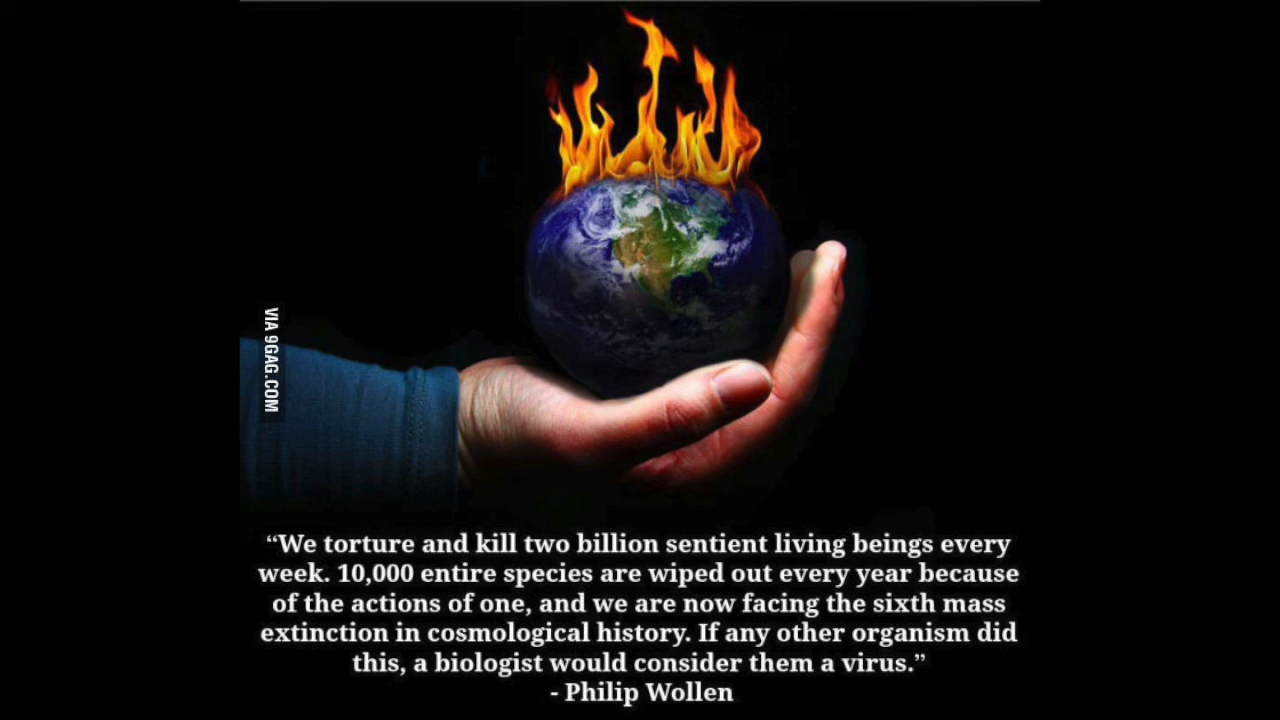 VIA 9GAG.COM
“We torture and kill two billion sentient living beings every
week. 10,000 entire species are wiped out every year because
of the actions of one, and we are now facing the sixth mass
extinction in cosmological history. If any other organism did
this, a biologist would consider them a virus.”
- Philip Wollen